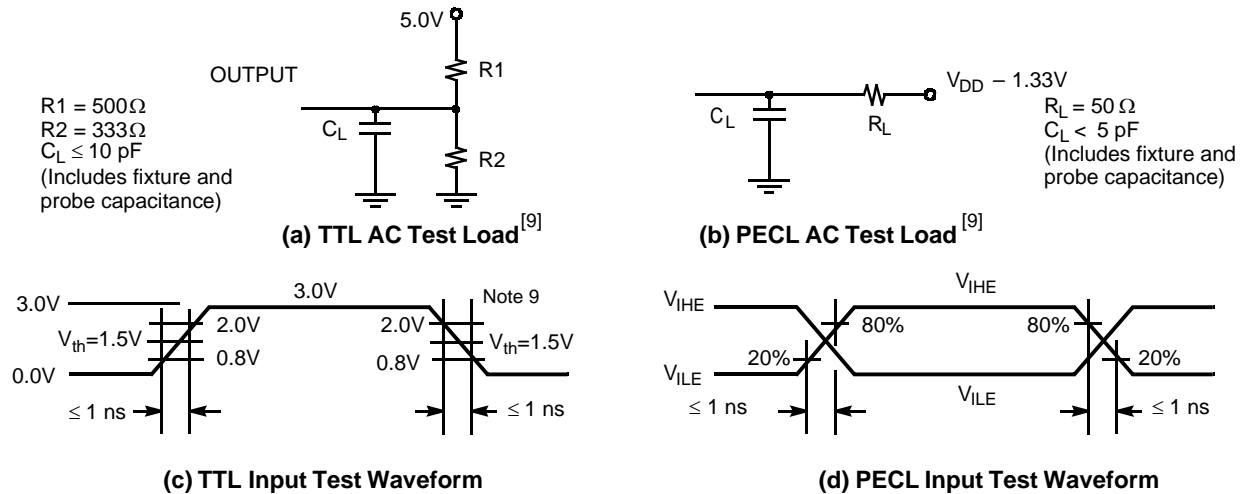 5.0V
OUTPUT
R1
R1 = 500Ω
R2 = 333Ω
C_L ≤ 10 pF
(Includes fixture and
probe capacitance)
C_L
R2
(a) TTL AC Test Load[9]
V_DD – 1.33V
C_L
R_L
R_L = 50 Ω
C_L < 5 pF
(Includes fixture and
probe capacitance)
(b) PECL AC Test Load[9]
3.0V
3.0V
Note 9
2.0V
2.0V
V_th=1.5V
V_th=1.5V
0.8V
0.8V
0.0V
≤ 1 ns
≤ 1 ns
(c) TTL Input Test Waveform
V_IHE
V_IHE
80%
80%
20%
20%
V_ILE
V_ILE
≤ 1 ns
≤ 1 ns
(d) PECL Input Test Waveform